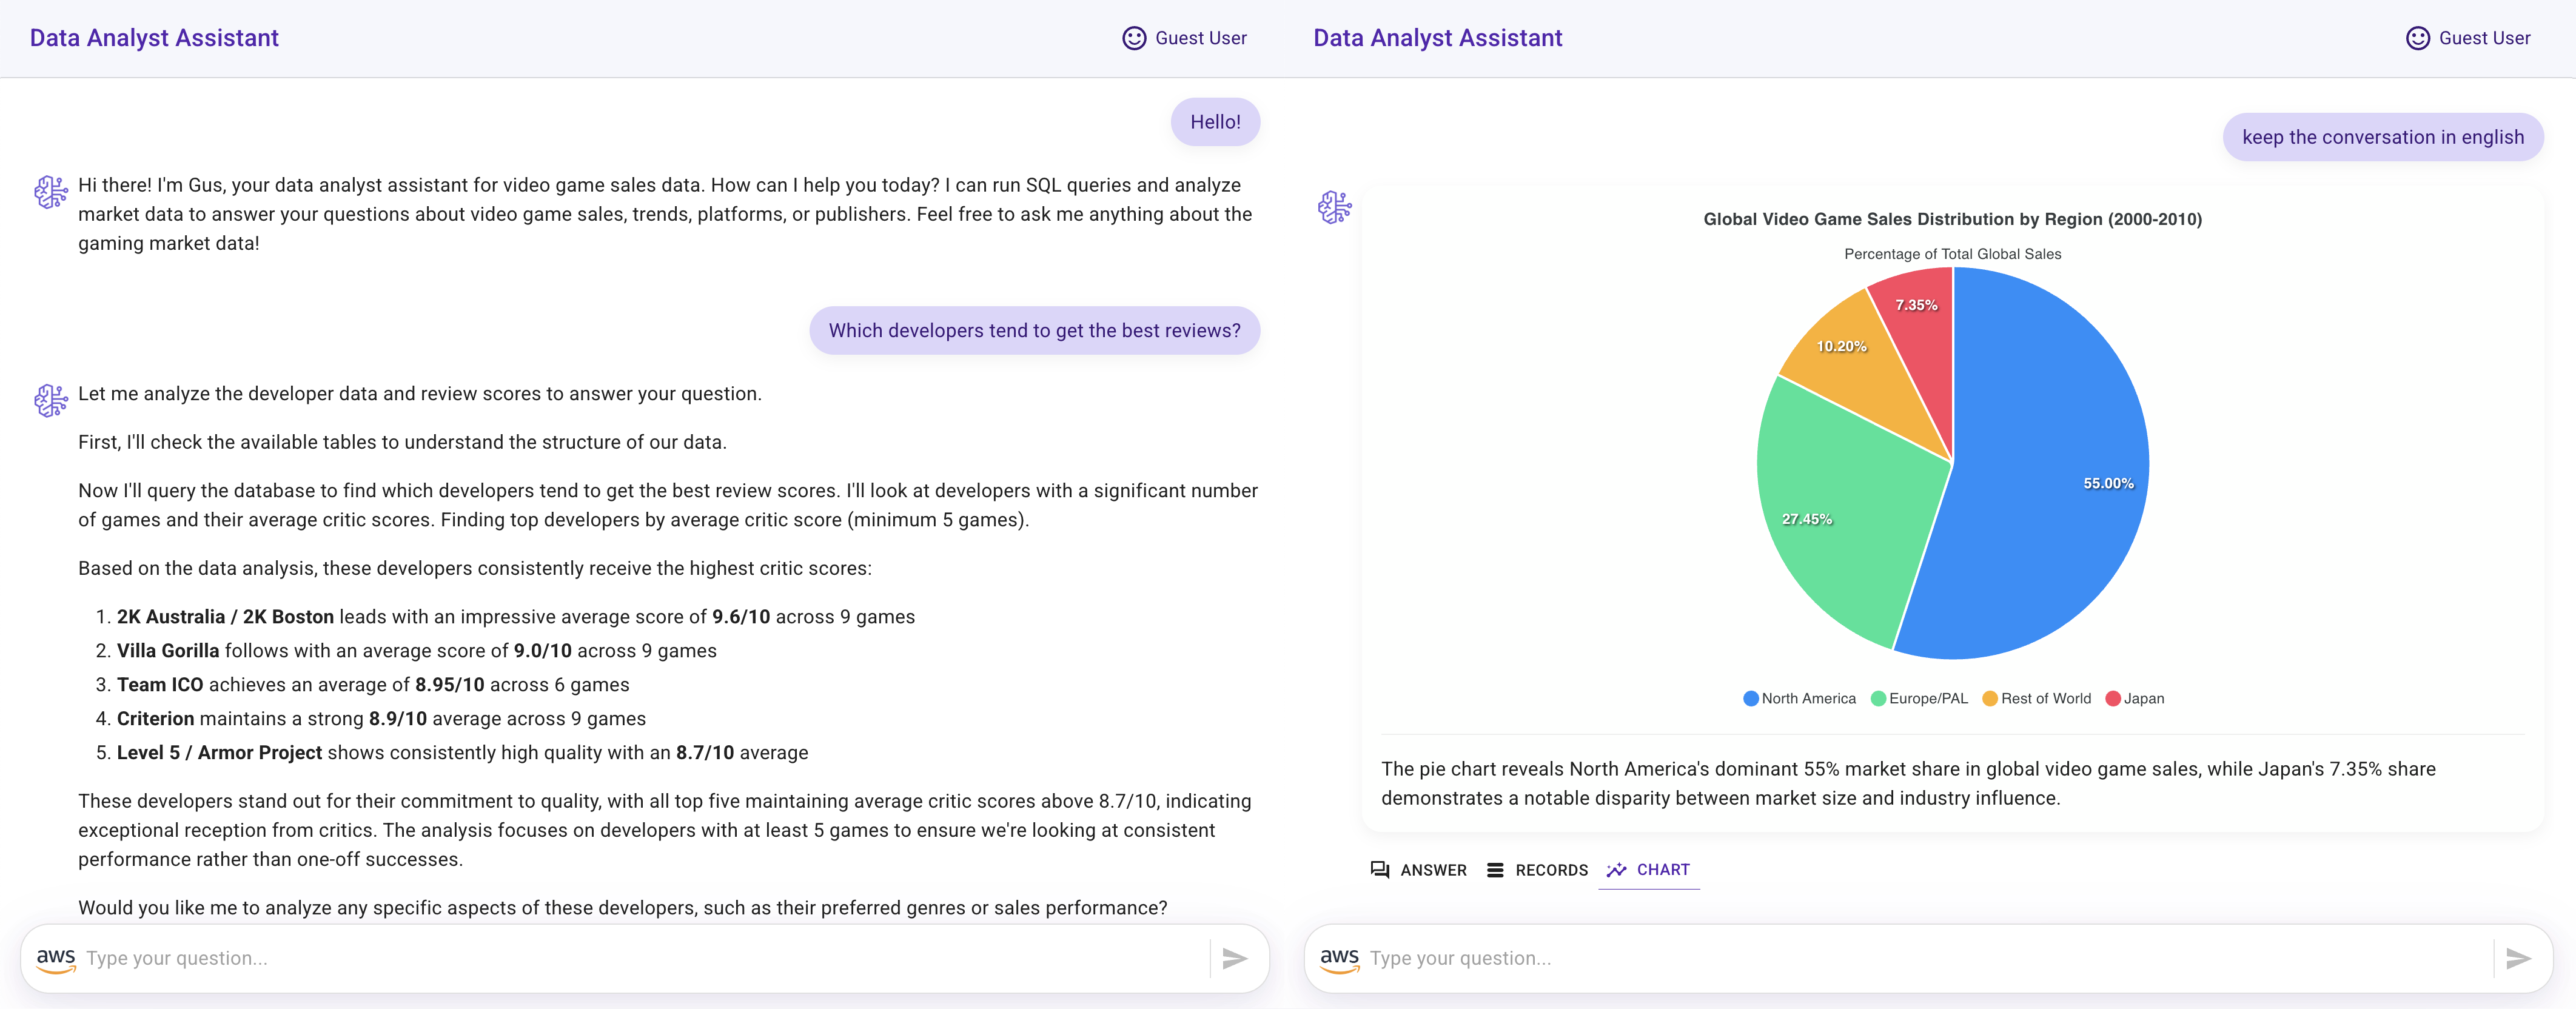 Data Analyst Assistant
Guest User
Hello!
Hi there! I'm Gus, your data analyst assistant for video game sales data. How can I help you today? I can run SQL queries and analyze
market data to answer your questions about video game sales, trends, platforms, or publishers. Feel free to ask me anything about the
gaming market data!
Which developers tend to get the best reviews?
Let me analyze the developer data and review scores to answer your question.
First, I'll check the available tables to understand the structure of our data.
Now I'll query the database to find which developers tend to get the best review scores. I'll look at developers with a significant number
of games and their average critic scores. Finding top developers by average critic score (minimum 5 games).
Based on the data analysis, these developers consistently receive the highest critic scores:
1. 2K Australia / 2K Boston leads with an impressive average score of 9.6/10 across 9 games
2. Villa Gorilla follows with an average score of 9.0/10 across 9 games
3. Team ICO achieves an average of 8.95/10 across 6 games
4. Criterion maintains a strong 8.9/10 average across 9 games
5. Level 5 / Armor Project shows consistently high quality with an 8.7/10 average
These developers stand out for their commitment to quality, with all top five maintaining average critic scores above 8.7/10, indicating
exceptional reception from critics. The analysis focuses on developers with at least 5 games to ensure we're looking at consistent
performance rather than one-off successes.
Would you like me to analyze any specific aspects of these developers, such as their preferred genres or sales performance?
aws Type your question...
Data Analyst Assistant
Guest User
keep the conversation in english
Global Video Game Sales Distribution by Region (2000-2010)
Percentage of Total Global Sales
7.35%
10.20%
55.00%
27.45%
North America Europe/PAL Rest of World Japan
The pie chart reveals North America's dominant 55% market share in global video game sales, while Japan's 7.35% share
demonstrates a notable disparity between market size and industry influence.
ANSWER RECORDS CHART
aws Type your question...